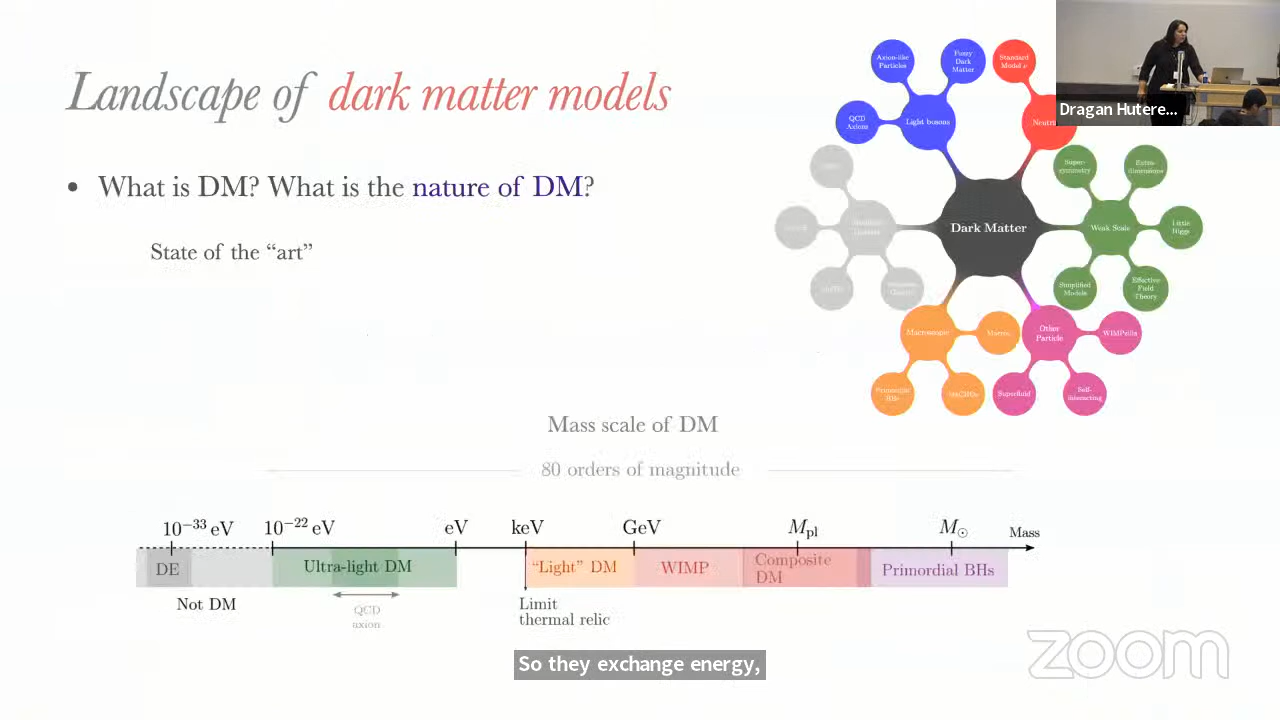 Landscape of dark matter models
• What is DM? What is the nature of DM?
State of the “art”
Axion-like
Particles
Fuzzy
Dark
Matter
Standard
Model ν
QCD
Axions
Light bosons
Dragan Hutere...
Super-
symmetry
Extra-
dimensions
Dark Matter
Weak Scale
Little
Higgs
Simplified
Models
Effective
Field
Theory
Macroscopic
Macros
Other
Particle
WIMPzilla
Primordial
BHs
MACHOs
Superfluid
Self-
interacting
Mass scale of DM
80 orders of magnitude
10⁻³³ eV
10⁻²² eV
eV
keV
GeV
Mpl
M⊙
Mass
DE
Ultra-light DM
“Light” DM
WIMP
Composite
DM
Primordial BHs
Not DM
QCD
axion
Limit
thermal relic
So they exchange energy,
zoom